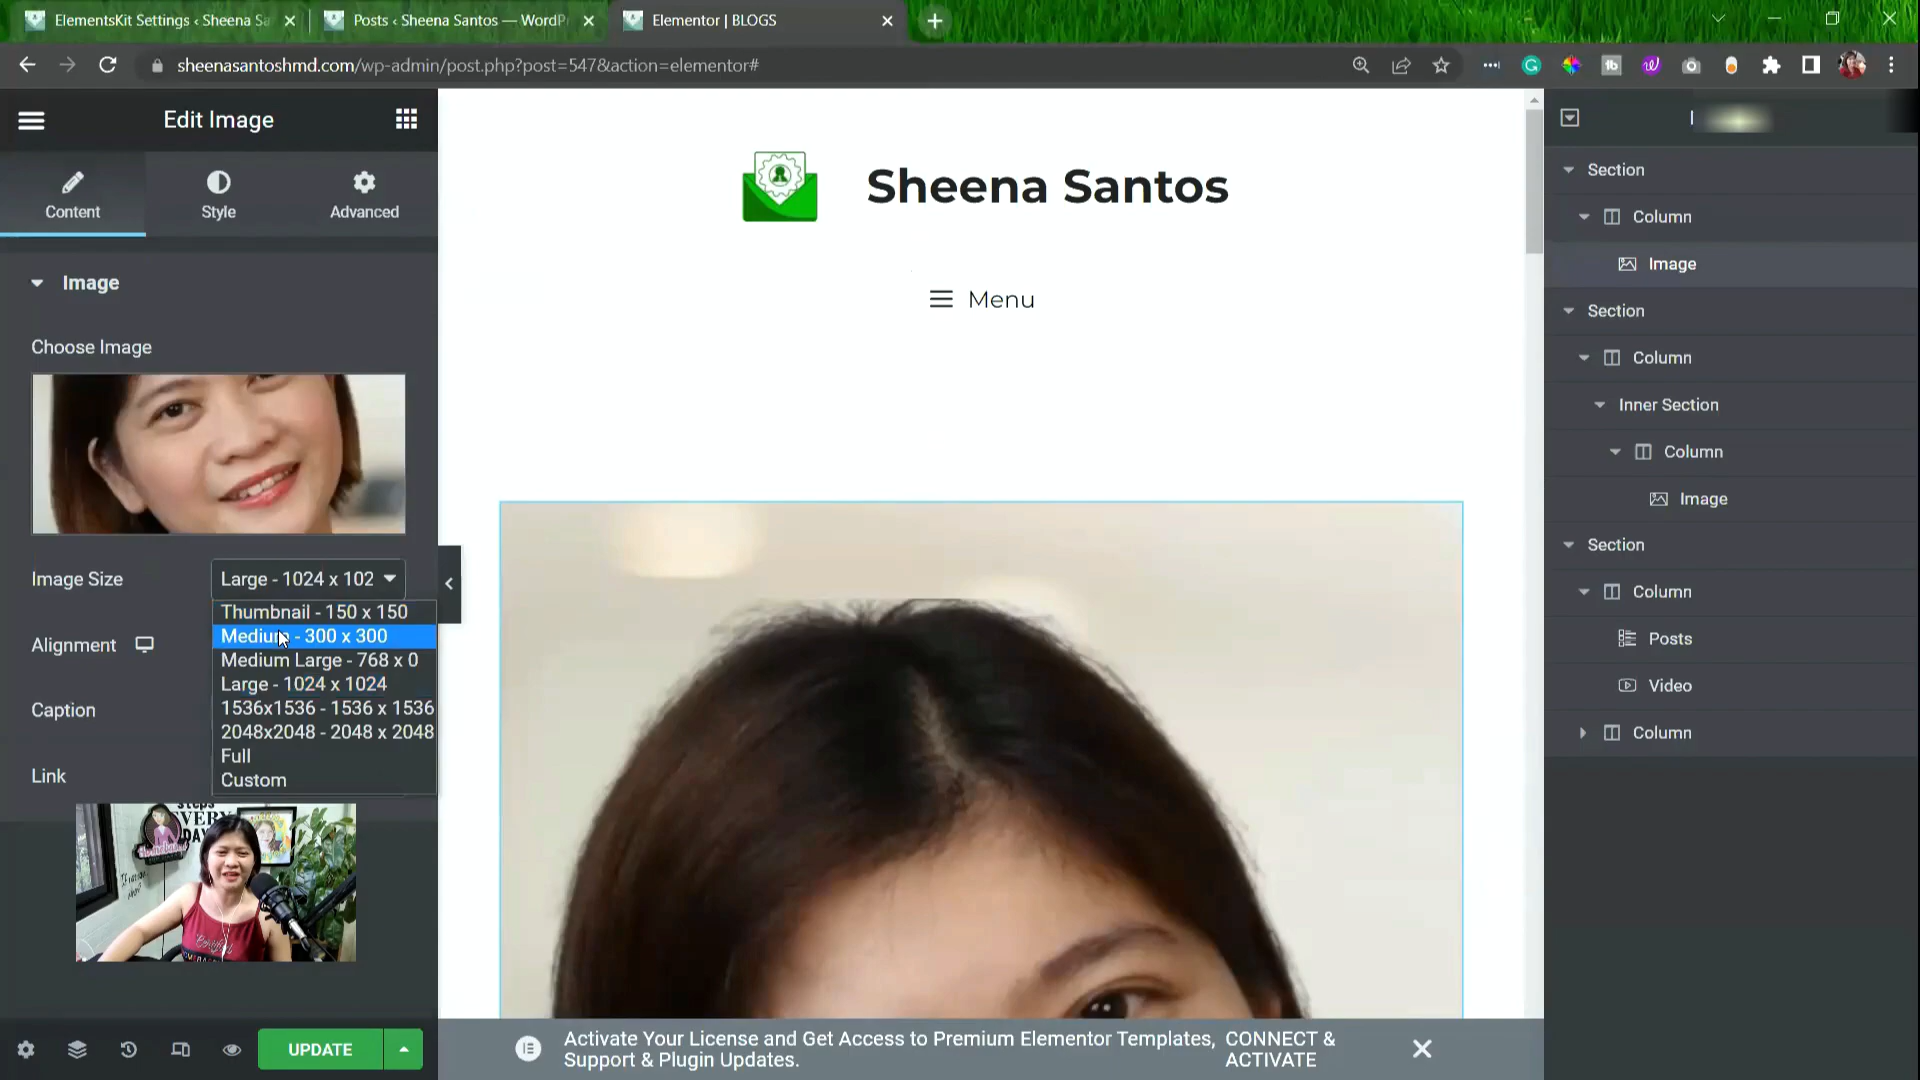 ElementsKit Settings ‹ Sheena Sa
Posts ‹ Sheena Santos — WordPr
Elementor | BLOGS
sheenasantoshmd.com/wp-admin/post.php?post=547&action=elementor#
Edit Image
Content
Style
Advanced
Image
Choose Image
Image Size
Large - 1024 x 102
Thumbnail - 150 x 150
Medium - 300 x 300
Medium Large - 768 x 0
Large - 1024 x 1024
1536x1536 - 1536 x 1536
2048x2048 - 2048 x 2048
Full
Custom
Alignment
Caption
Link
EVERY
DAY
UPDATE
Sheena Santos
Menu
Activate Your License and Get Access to Premium Elementor Templates,
Support & Plugin Updates.
CONNECT &
ACTIVATE
Section
Column
Image
Section
Column
Inner Section
Column
Image
Section
Column
Posts
Video
Column